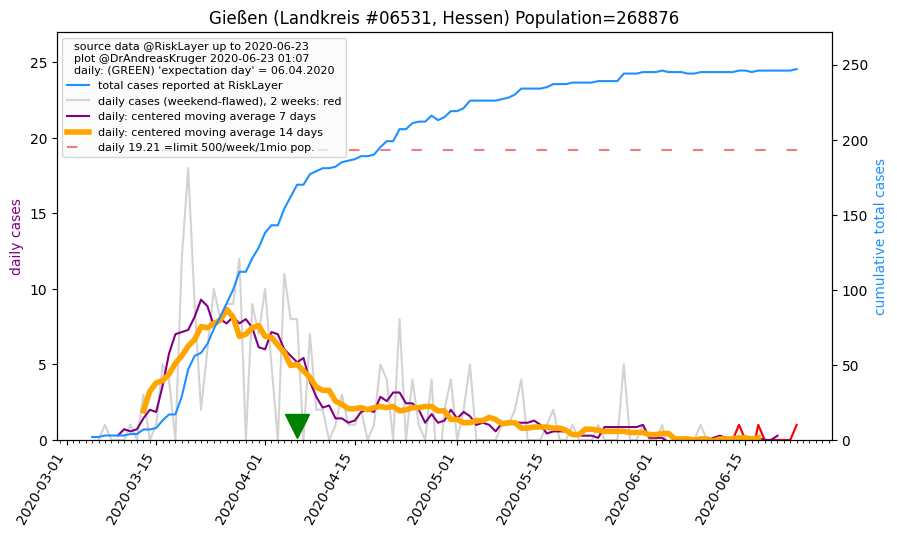 Gießen (Landkreis #06531, Hessen) Population=268876
source data @RiskLayer up to 2020-06-23
plot @DrAndreasKruger 2020-06-23 01:07
daily: (GREEN) 'expectation day' = 06.04.2020
total cases reported at RiskLayer
daily cases (weekend-flawed), 2 weeks: red
daily: centered moving average 7 days
daily: centered moving average 14 days
daily 19.21 =limit 500/week/1mio pop.
daily cases
25
20
15
10
5
0
cumulative total cases
250
200
150
100
50
0
2020-03-01
2020-03-15
2020-04-01
2020-04-15
2020-05-01
2020-05-15
2020-06-01
2020-06-15